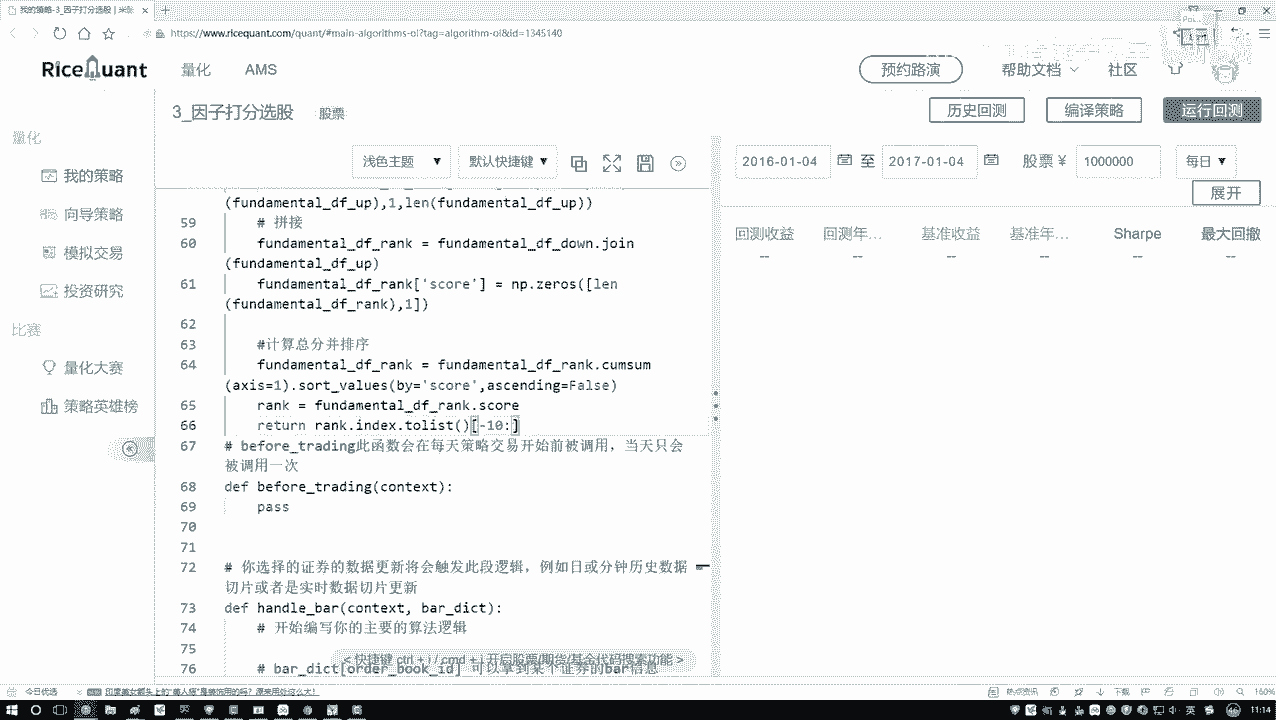 我的策略-3_因子打分选股 | 米
https://www.ricequant.com/quant/#main-algorithms-ol?tag=algorithm-ol&id=1345140
RiceQuant 量化 AMS 预约路演 帮助文档 社区
3_因子打分选股 股票 历史回测 编译策略 运行回测
量化
我的策略
向导策略
模拟交易
投资研究
比赛
量化大赛
策略英雄榜
浅色主题 默认快捷键
(fundamental_df_up),1,len(fundamental_df_up))
59 # 拼接
60 fundamental_df_rank = fundamental_df_down.join
(fundamental_df_up)
61 fundamental_df_rank['score'] = np.zeros([len
(fundamental_df_rank),1])
62
63 #计算总分并排序
64 fundamental_df_rank = fundamental_df_rank.cumsum
(axis=1).sort_values(by='score',ascending=False)
65 rank = fundamental_df_rank.score
66 return rank.index.tolist()[-10:]
67 # before_trading此函数会在每天策略交易开始前被调用，当天只会
被调用一次
68 def before_trading(context):
69 pass
70
71
72 # 你选择的证券的数据更新将会触发此段逻辑，例如日或分钟历史数据
切片或者是实时数据切片更新
73 def handle_bar(context, bar_dict):
74 # 开始编写你的主要的算法逻辑
75
< 快捷键 ctrl + i / cmd + i 开启股票/期货/基金代码搜索功能 >
76 # bar_dict[order_book_id] 可以拿到某个证券的bar信息
2016-01-04 至 2017-01-04 股票 ¥ 1000000 每日
展开
回测收益 回测年... 基准收益 基准年... Sharpe 最大回撤
-- -- -- -- -- --
今日优选
热点资讯 下载 160%
英 11:14